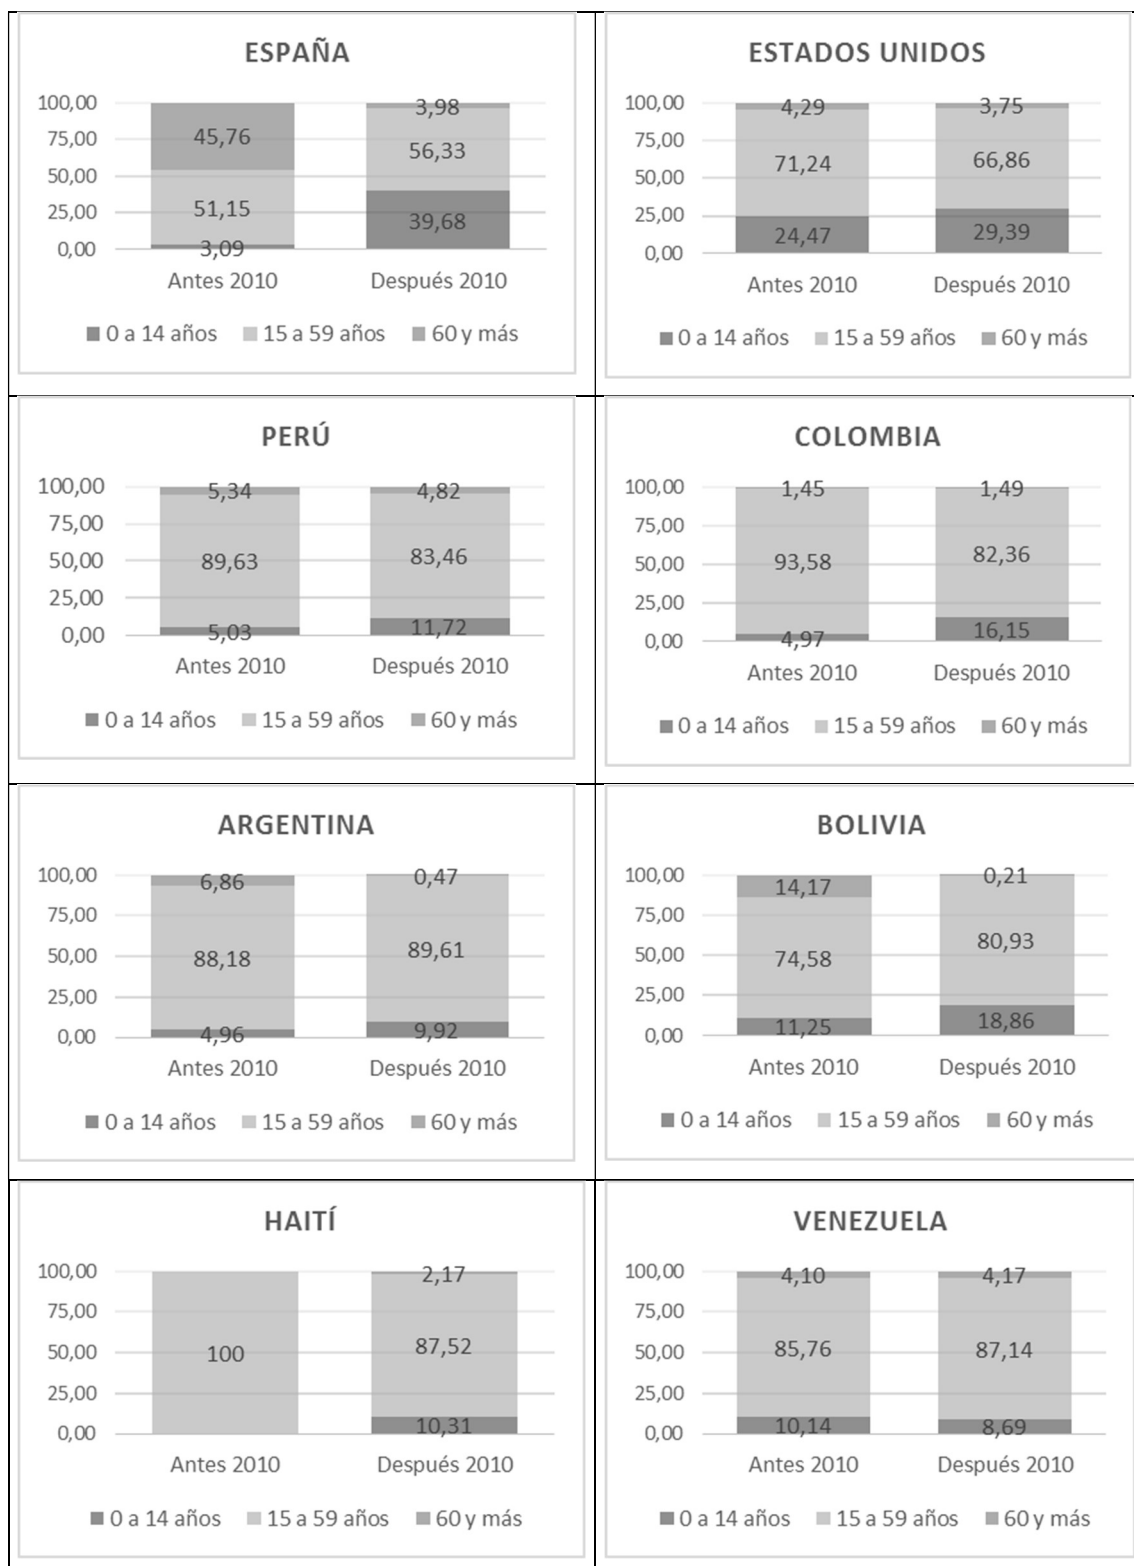 ESPAÑA
100,00
75,00
50,00
25,00
0,00
45,76
51,15
3,09
3,98
56,33
39,68
Antes 2010
Después 2010
0 a 14 años
15 a 59 años
60 y más
ESTADOS UNIDOS
100,00
75,00
50,00
25,00
0,00
4,29
71,24
24,47
3,75
66,86
29,39
Antes 2010
Después 2010
0 a 14 años
15 a 59 años
60 y más
PERÚ
100,00
75,00
50,00
25,00
0,00
5,34
89,63
5,03
4,82
83,46
11,72
Antes 2010
Después 2010
0 a 14 años
15 a 59 años
60 y más
COLOMBIA
100,00
75,00
50,00
25,00
0,00
1,45
93,58
4,97
1,49
82,36
16,15
Antes 2010
Después 2010
0 a 14 años
15 a 59 años
60 y más
ARGENTINA
100,00
75,00
50,00
25,00
0,00
6,86
88,18
4,96
0,47
89,61
9,92
Antes 2010
Después 2010
0 a 14 años
15 a 59 años
60 y más
BOLIVIA
100,00
75,00
50,00
25,00
0,00
14,17
74,58
11,25
0,21
80,93
18,86
Antes 2010
Después 2010
0 a 14 años
15 a 59 años
60 y más
HAITÍ
100,00
75,00
50,00
25,00
0,00
100
2,17
87,52
10,31
Antes 2010
Después 2010
0 a 14 años
15 a 59 años
60 y más
VENEZUELA
100,00
75,00
50,00
25,00
0,00
4,10
85,76
10,14
4,17
87,14
8,69
Antes 2010
Después 2010
0 a 14 años
15 a 59 años
60 y más